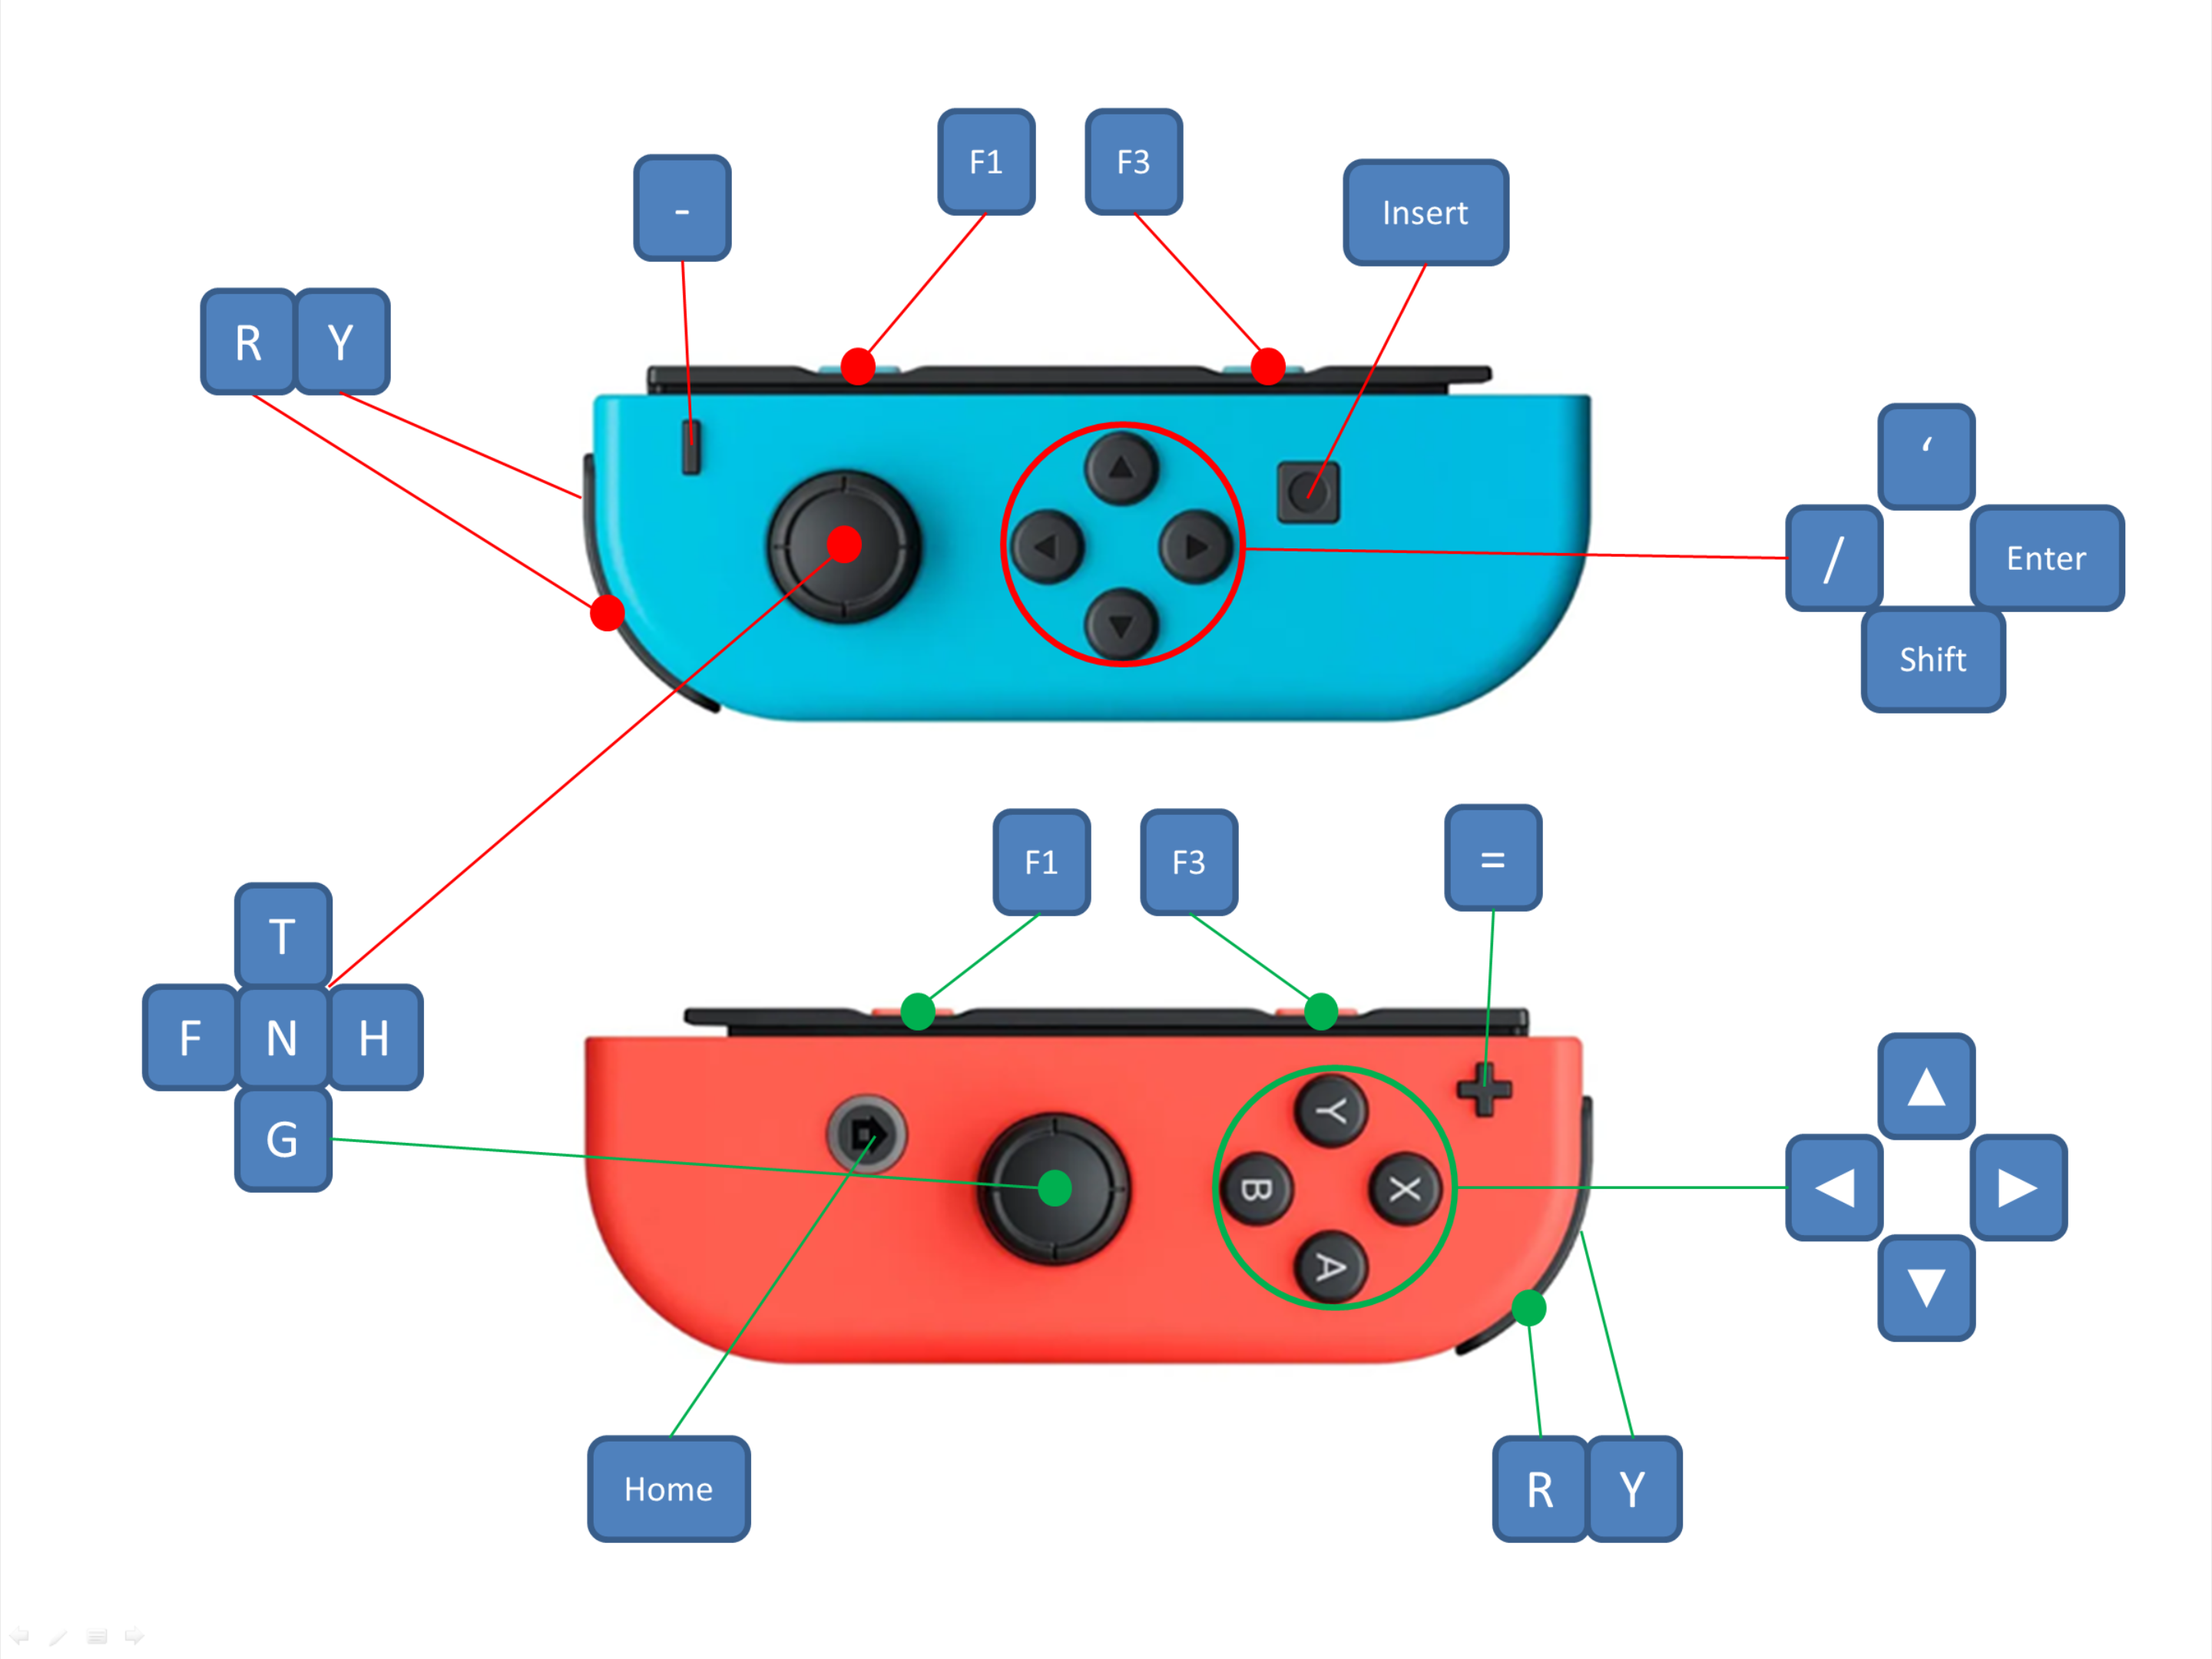 F1 F3
- Insert
R Y
‘
/ Enter
Shift
F1 F3 =
T
F N H
G
Y
B X
A
Home
R Y